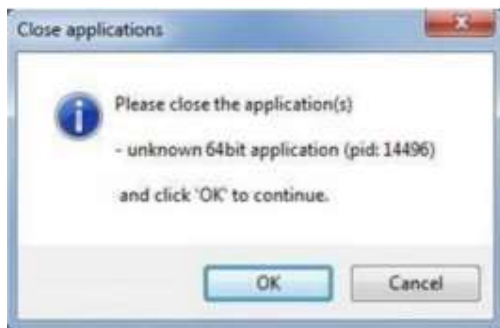 Close applications
Please close the application(s)
- unknown 64bit application (pid: 14496)
and click 'OK' to continue.
OK
Cancel